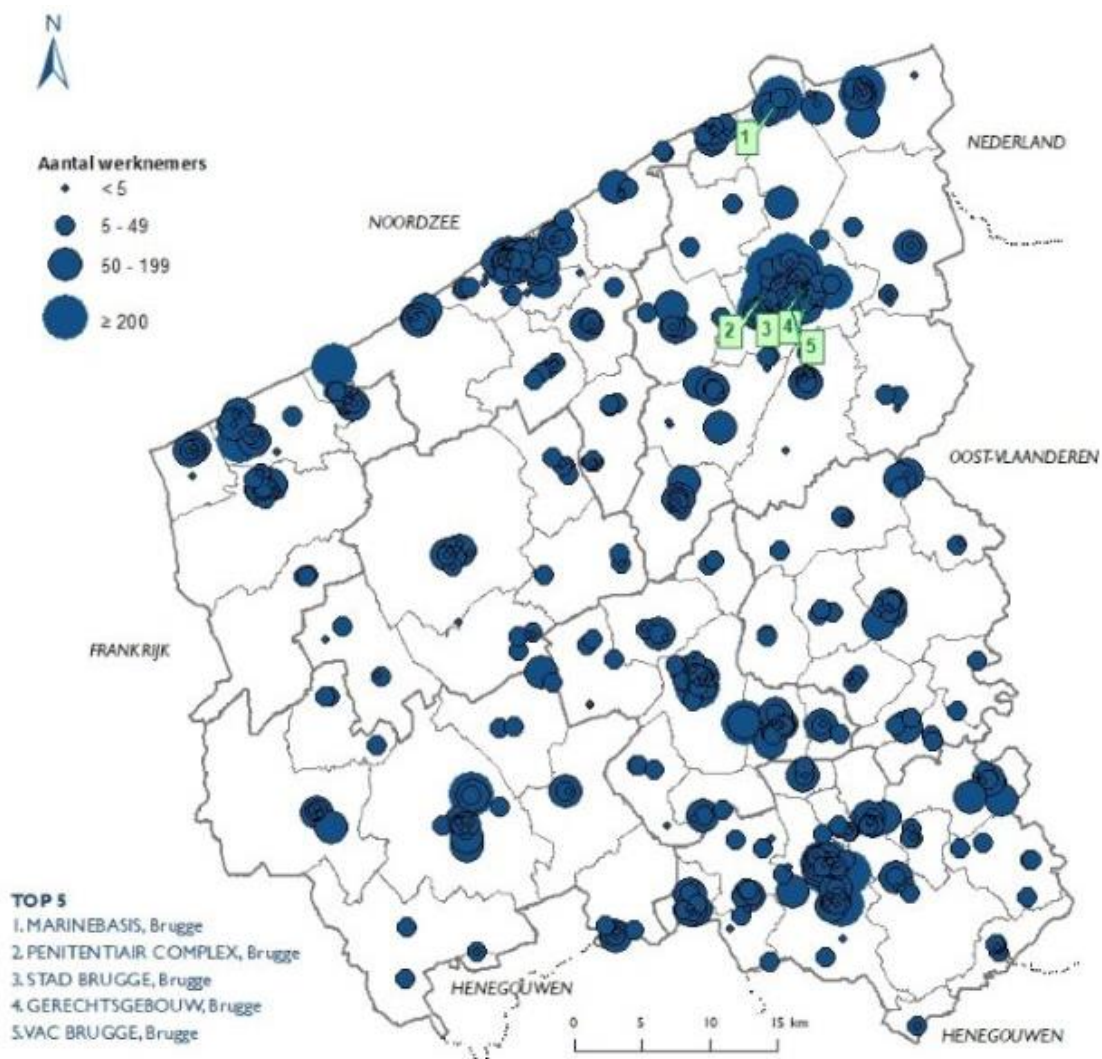 N
Aantal werknemers
< 5
5 - 49
50 - 199
≥ 200
NOORDZEE
NEDERLAND
1
2
3
4
5
OOST-VLAANDEREN
FRANKRIJK
TOP 5
1. MARINEBASIS, Brugge
2. PENITENTIAIR COMPLEX, Brugge
3. STAD BRUGGE, Brugge
4. GERECHTSGEBOUW, Brugge
5. VAC BRUGGE, Brugge
HENEGOUWEN
0 5 10 15 km
HENEGOUWEN